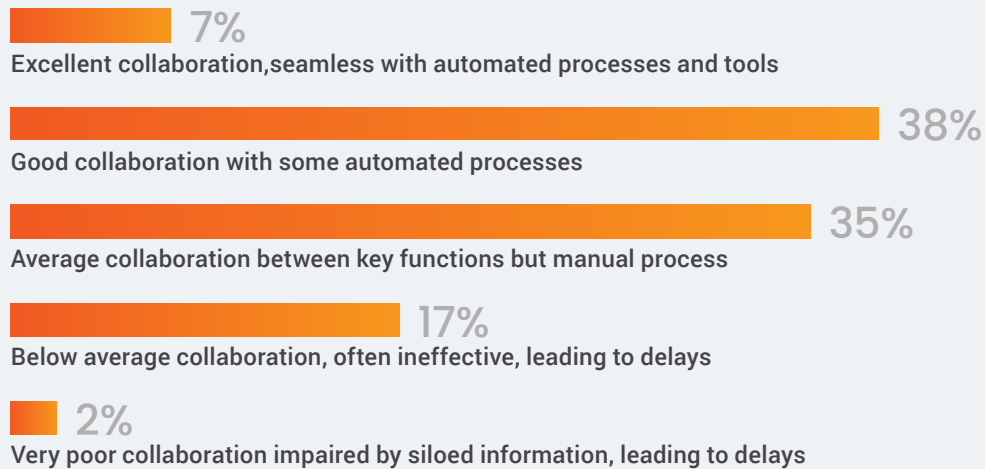 7%
Excellent collaboration,seamless with automated processes and tools
38%
Good collaboration with some automated processes
35%
Average collaboration between key functions but manual process
17%
Below average collaboration, often ineffective, leading to delays
2%
Very poor collaboration impaired by siloed information, leading to delays